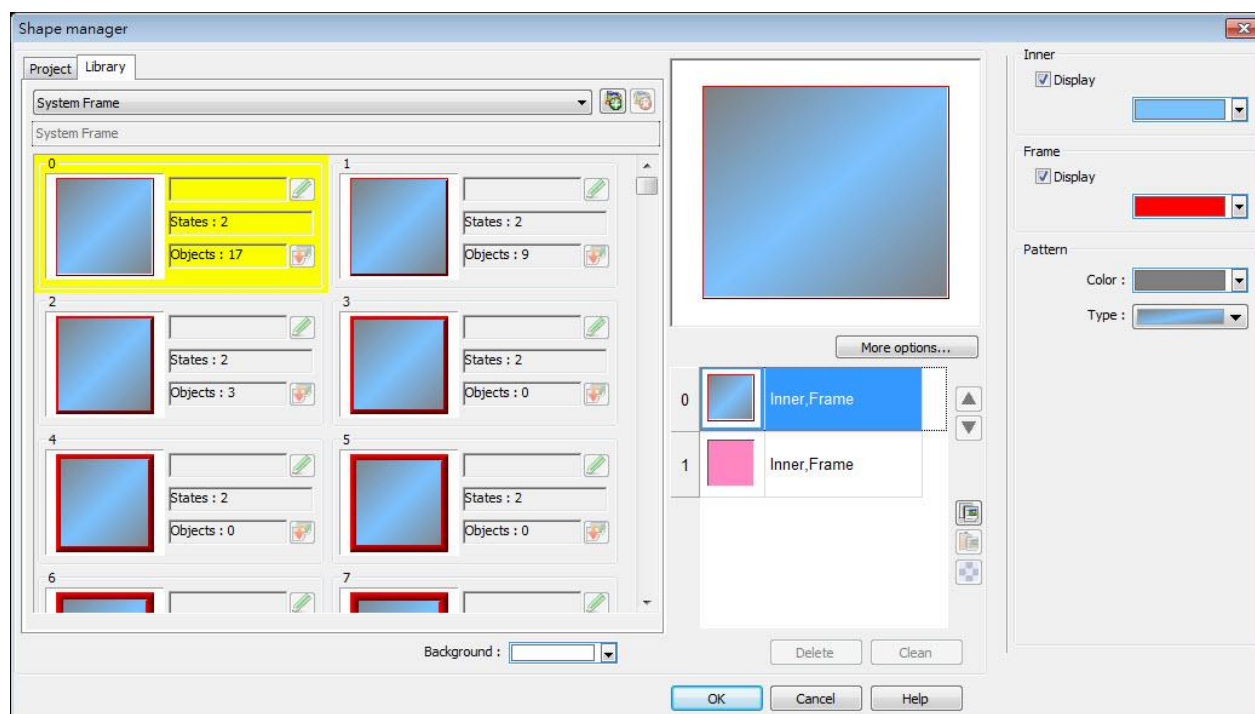 Shape manager
Project Library
System Frame
System Frame
0
States : 2
Objects : 17
1
States : 2
Objects : 9
2
States : 2
Objects : 3
3
States : 2
Objects : 0
4
States : 2
Objects : 0
5
States : 2
Objects : 0
6
7
Background :
More options...
0 Inner,Frame
1 Inner,Frame
Delete Clean
OK Cancel Help
Inner
Display
Frame
Display
Pattern
Color :
Type :